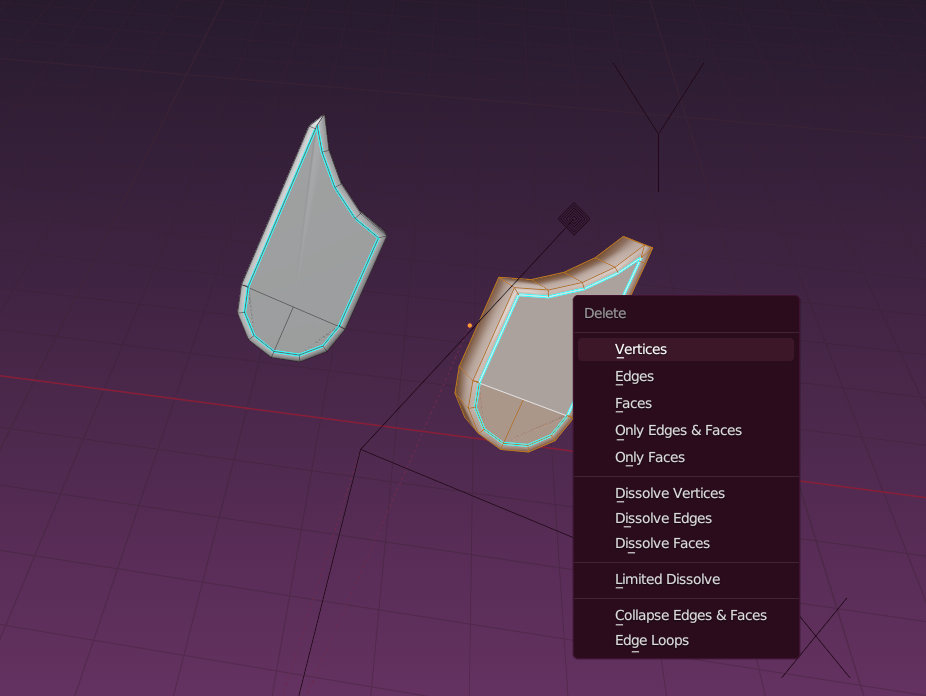 Delete
Vertices
Edges
Faces
Only Edges & Faces
Only Faces
Dissolve Vertices
Dissolve Edges
Dissolve Faces
Limited Dissolve
Collapse Edges & Faces
Edge Loops